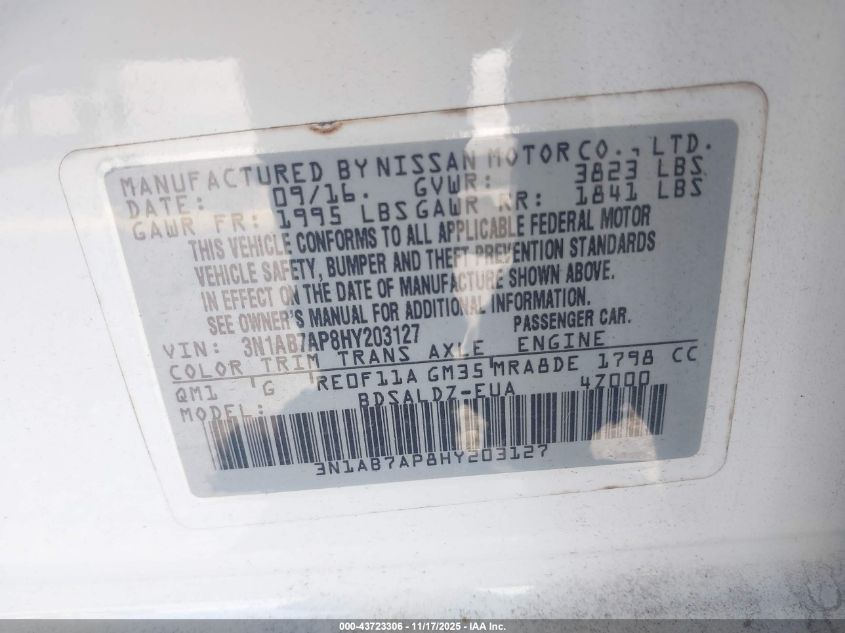 MANUFACTURED BY NISSAN MOTOR CO., LTD.
DATE: 09/16. GVWR: 3823 LBS
GAWR FR: 1995 LBS GAWR RR: 1841 LBS
THIS VEHICLE CONFORMS TO ALL APPLICABLE FEDERAL MOTOR
VEHICLE SAFETY, BUMPER AND THEFT PREVENTION STANDARDS
IN EFFECT ON THE DATE OF MANUFACTURE SHOWN ABOVE.
SEE OWNER'S MANUAL FOR ADDITIONAL INFORMATION.
VIN: 3N1AB7AP8HY203127 PASSENGER CAR.
COLOR TRIM TRANS AXLE ENGINE
QM1 G RE0F11A GM35 MRA8DE 1798 CC
MODEL: BDSALDZ-EUA 4Z000
3N1AB7AP8HY203127
000-43723306 - 11/17/2025 - IAA Inc.